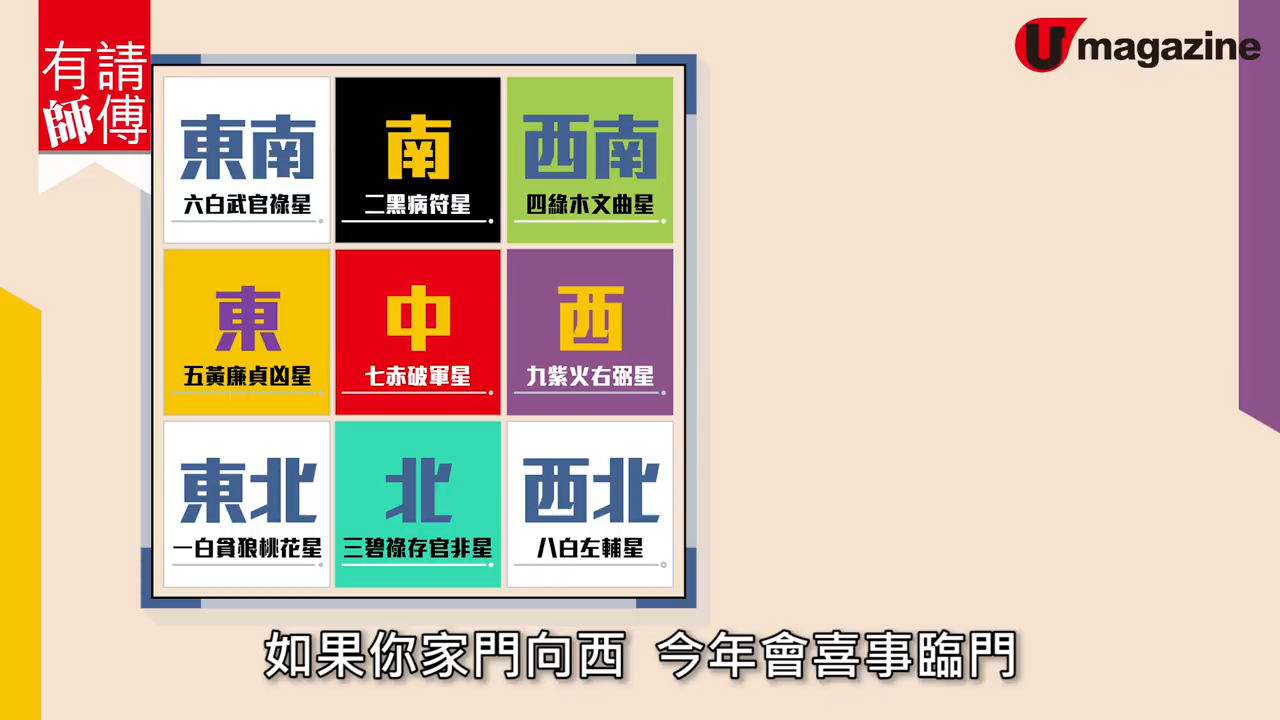 有請
師傅
U magazine
東南
六白武官祿星
南
二黑病符星
西南
四綠木文曲星
東
五黃廉貞凶星
中
七赤破軍星
西
九紫火右弼星
東北
一白貪狼桃花星
北
三碧祿存官非星
西北
八白左輔星
如果你家門向西 今年會喜事臨門